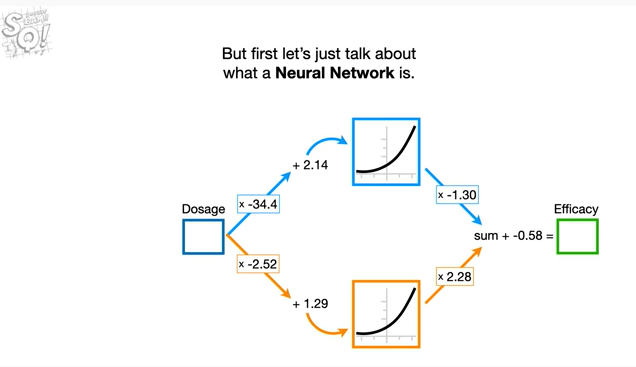 But first let's just talk about
what a Neural Network is.
+ 2.14
x -34.4
x -1.30
Dosage
Efficacy
sum + -0.58 =
x -2.52
x 2.28
+ 1.29